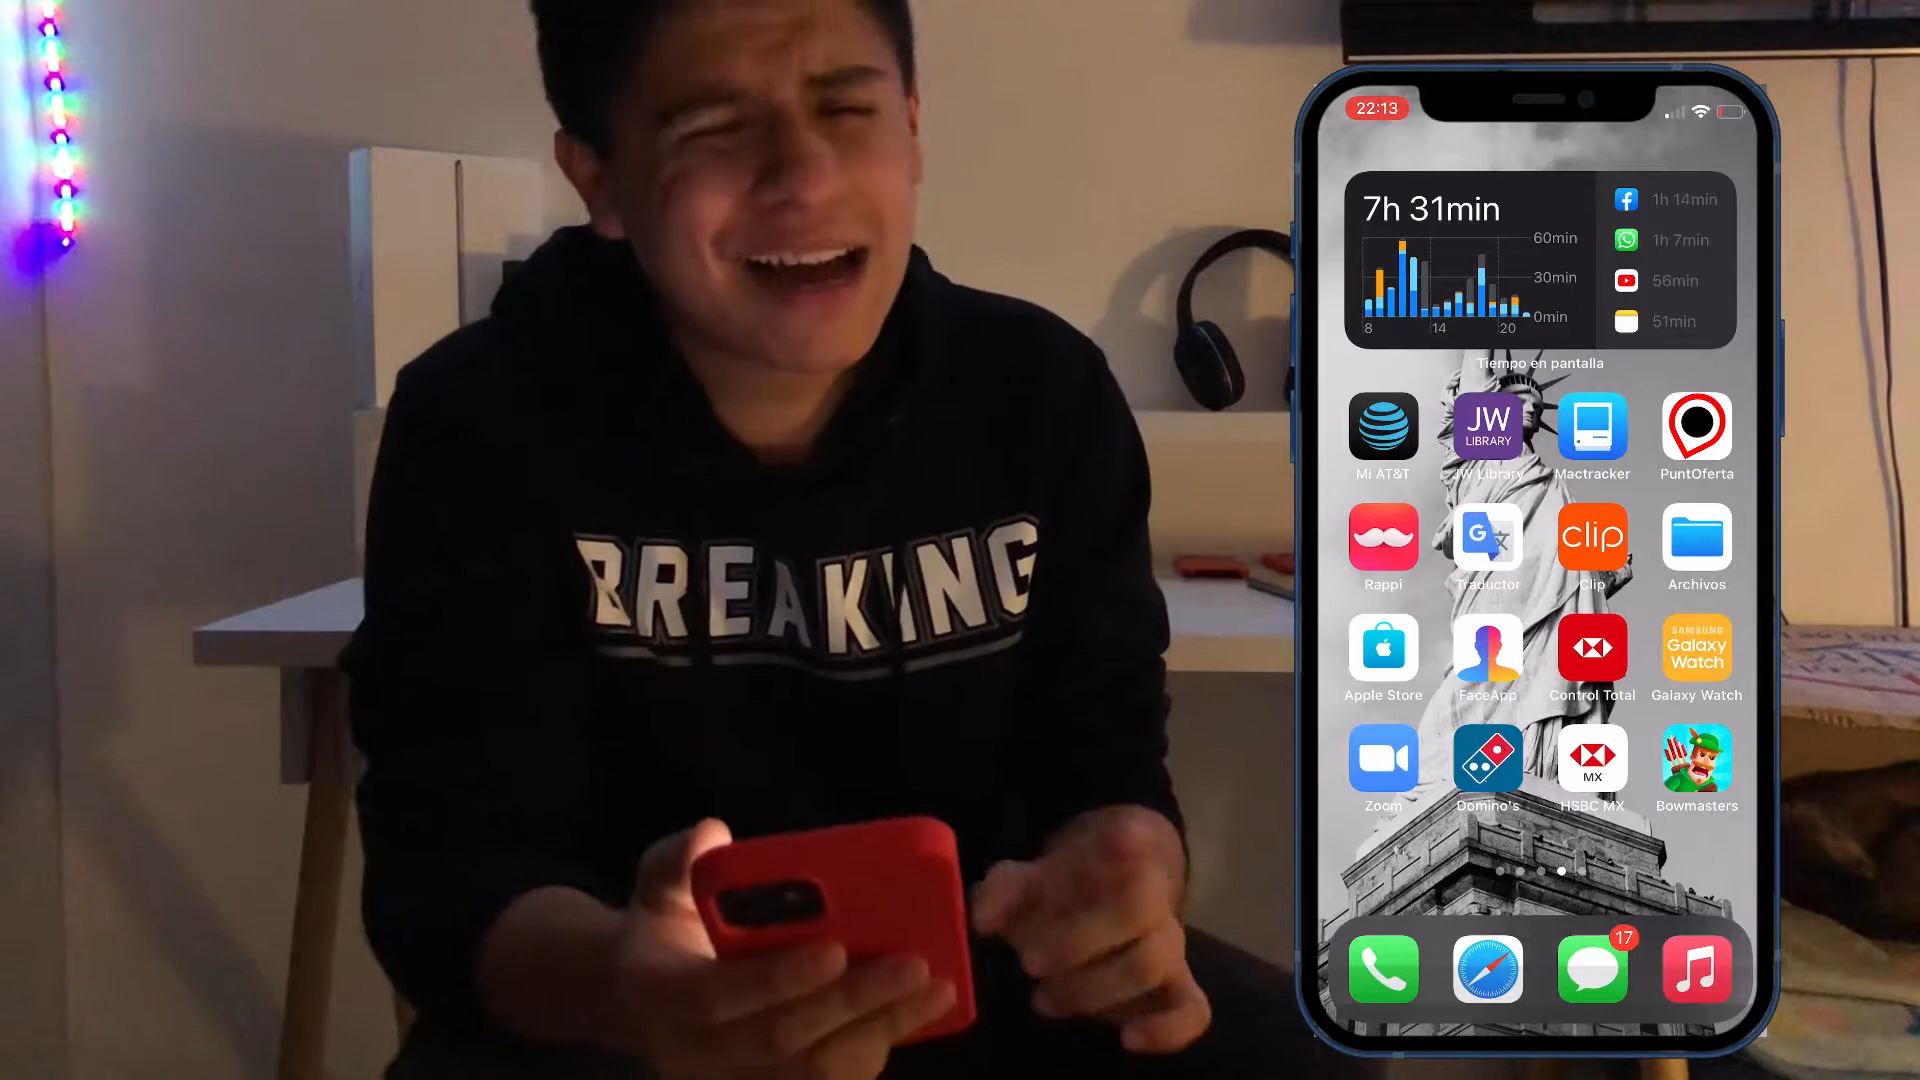 BREAKING
22:13
7h 31min
60min
30min
0min
8 14 20
1h 14min
1h 7min
56min
51min
Tiempo en pantalla
JW
LIBRARY
Mi AT&T JW Library Mactracker PuntOferta
G
clip
Rappi Traductor Clip Archivos
SAMSUNG
Galaxy
Watch
Apple Store FaceApp Control Total Galaxy Watch
MX
Zoom Domino's HSBC MX Bowmasters
17